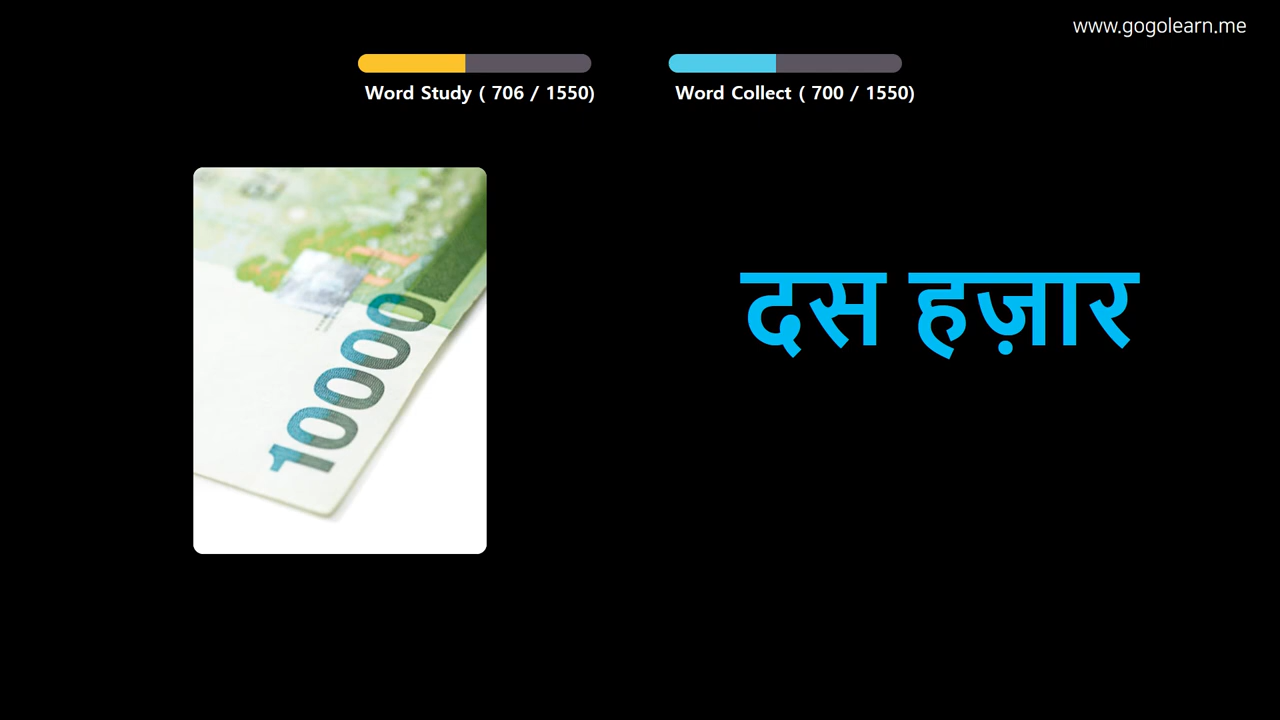 www.gogolearn.me
Word Study ( 706 / 1550)
Word Collect ( 700 / 1550)
10000
दस हज़ार